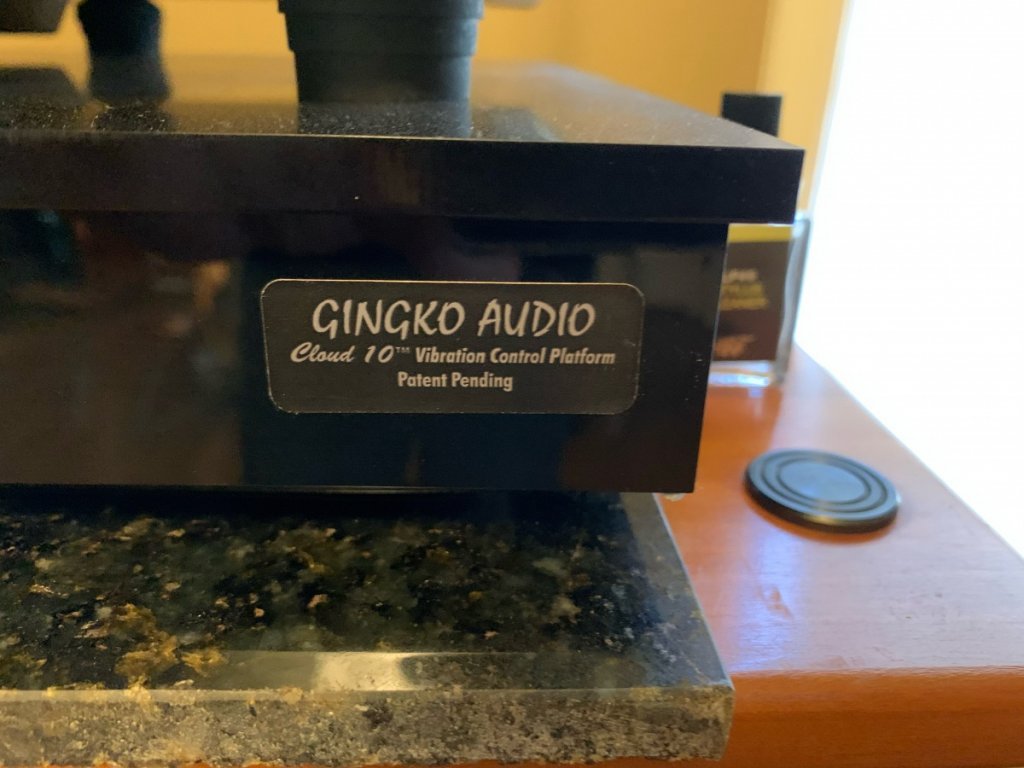 GINGKO AUDIO
Cloud 10™ Vibration Control Platform
Patent Pending